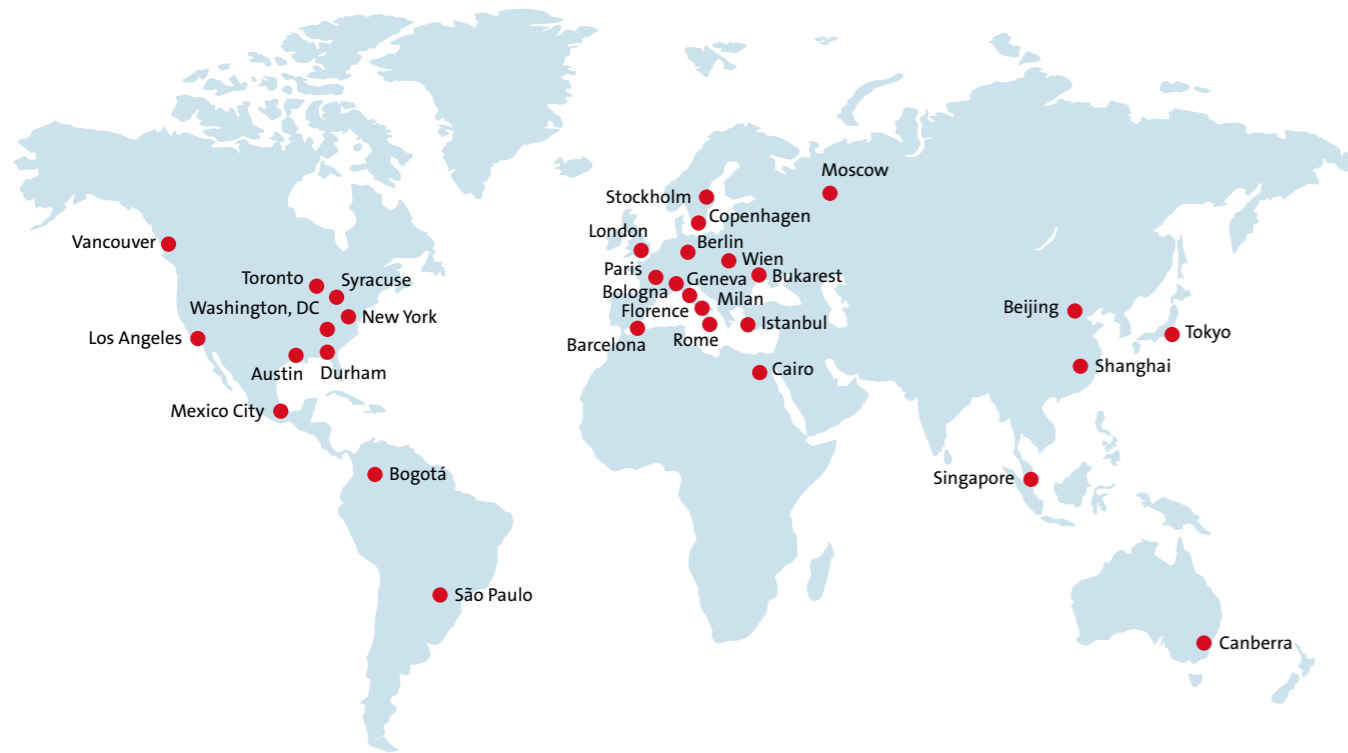 Moscow
Stockholm
Copenhagen
London
Berlin
Vancouver
Wien
Paris
Bukarest
Toronto
Syracuse
Geneva
Bologna
Milan
Washington, DC
Florence
Beijing
New York
Istanbul
Los Angeles
Rome
Tokyo
Barcelona
Shanghai
Austin
Durham
Cairo
Mexico City
Bogotá
Singapore
São Paulo
Canberra